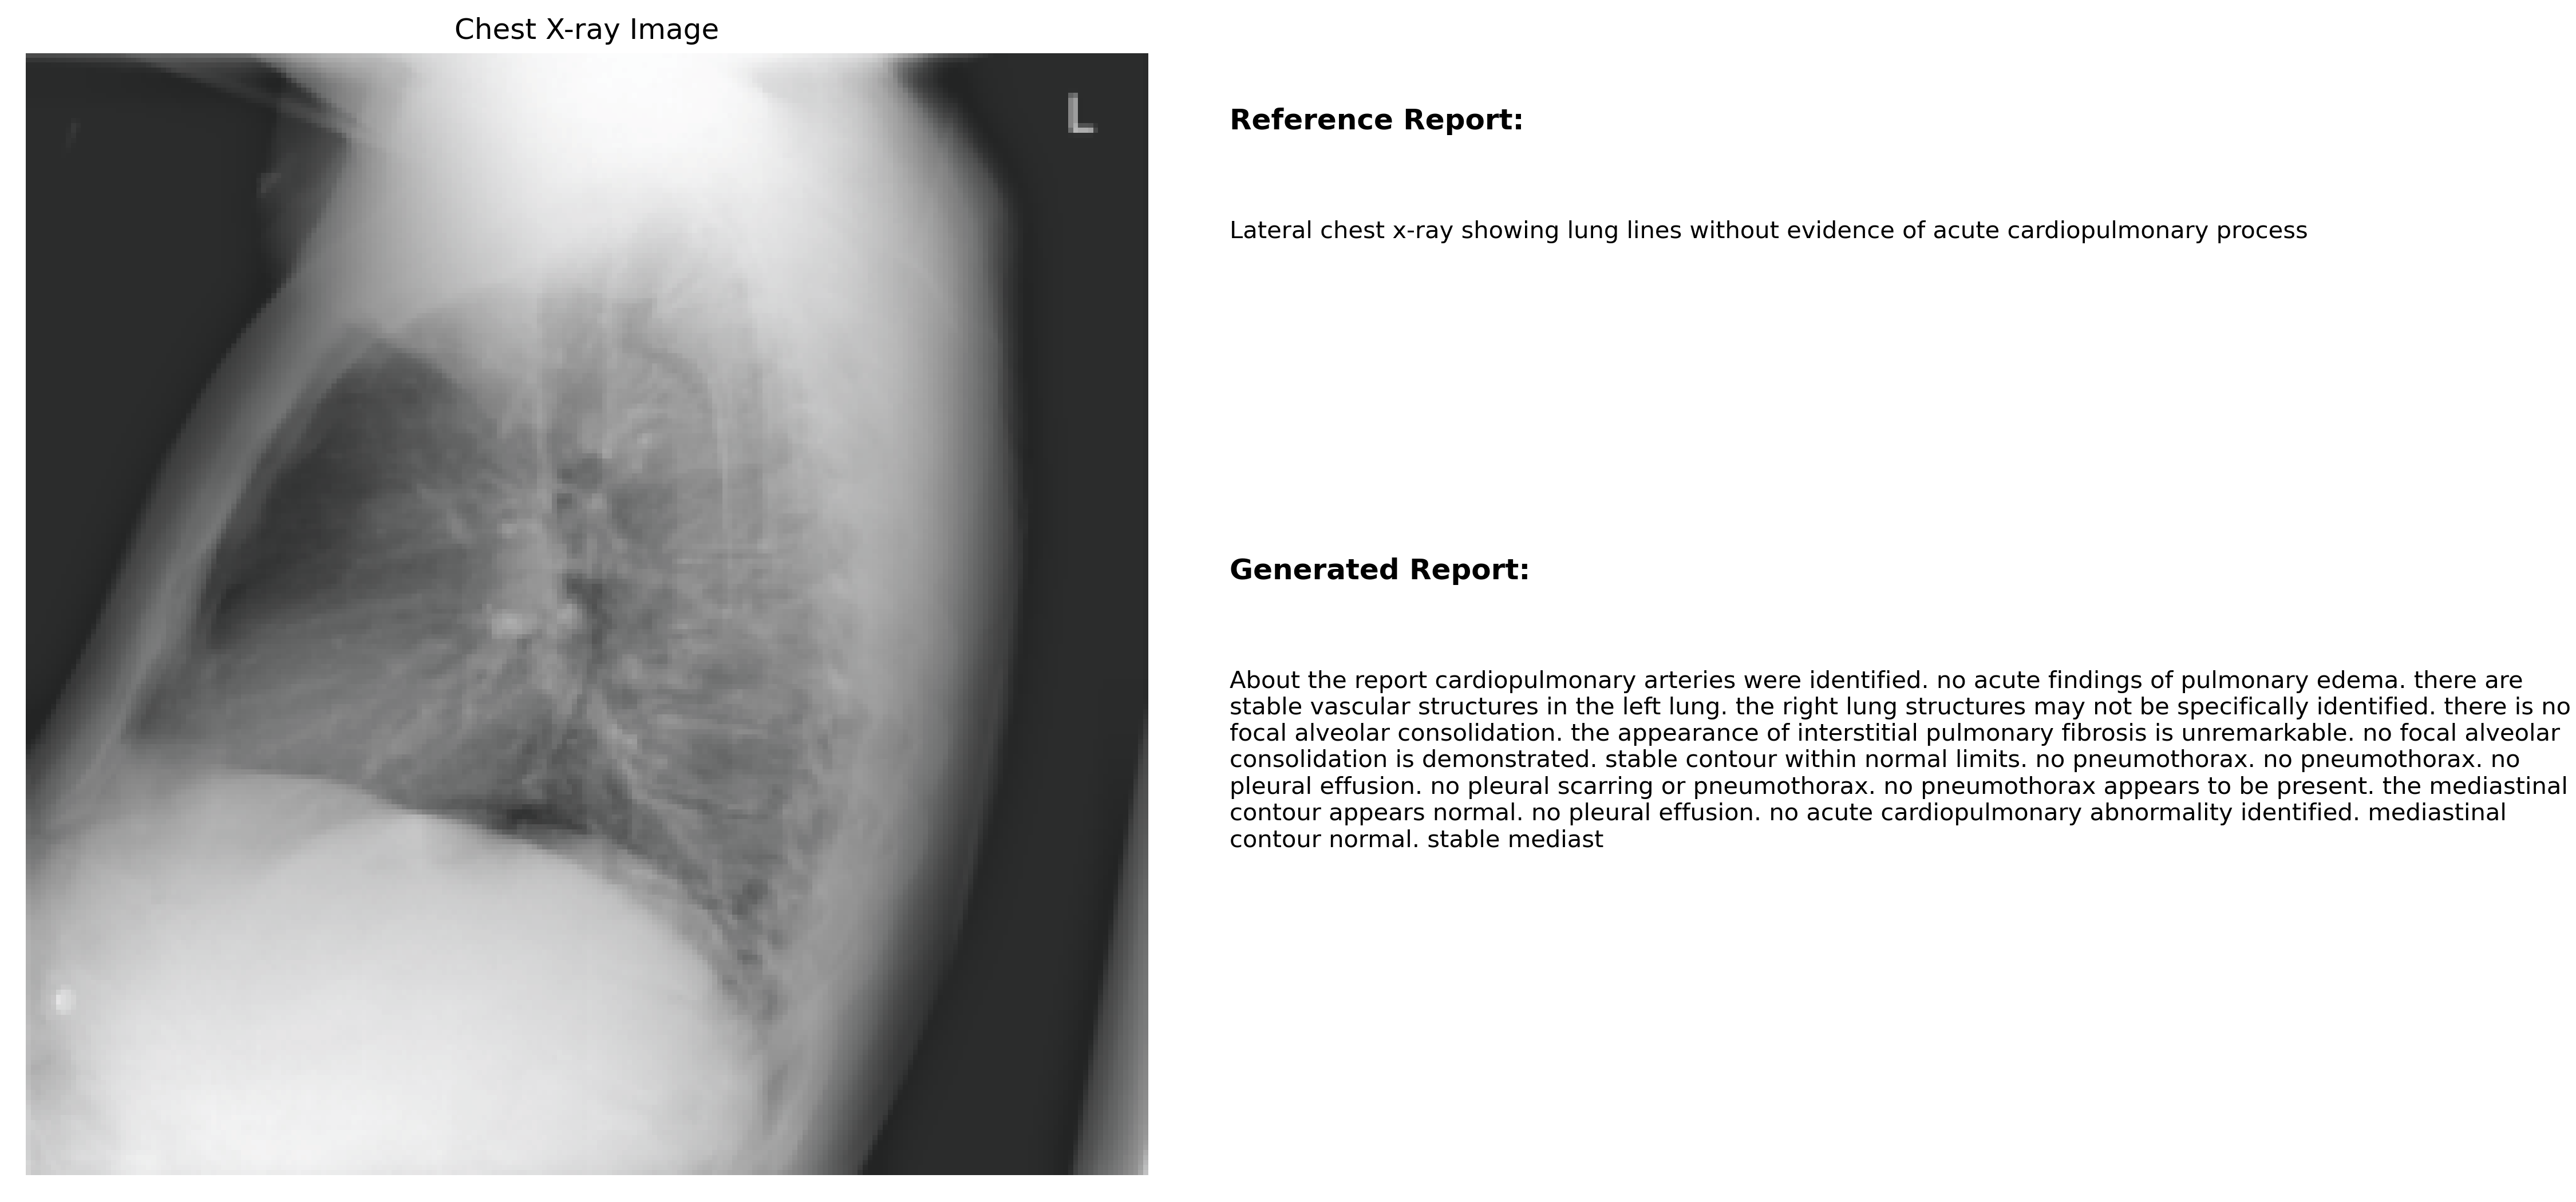 Chest X-ray Image
L
Reference Report:
Lateral chest x-ray showing lung lines without evidence of acute cardiopulmonary process
Generated Report:
About the report cardiopulmonary arteries were identified. no acute findings of pulmonary edema. there are
stable vascular structures in the left lung. the right lung structures may not be specifically identified. there is no
focal alveolar consolidation. the appearance of interstitial pulmonary fibrosis is unremarkable. no focal alveolar
consolidation is demonstrated. stable contour within normal limits. no pneumothorax. no pneumothorax. no
pleural effusion. no pleural scarring or pneumothorax. no pneumothorax appears to be present. the mediastinal
contour appears normal. no pleural effusion. no acute cardiopulmonary abnormality identified. mediastinal
contour normal. stable mediast